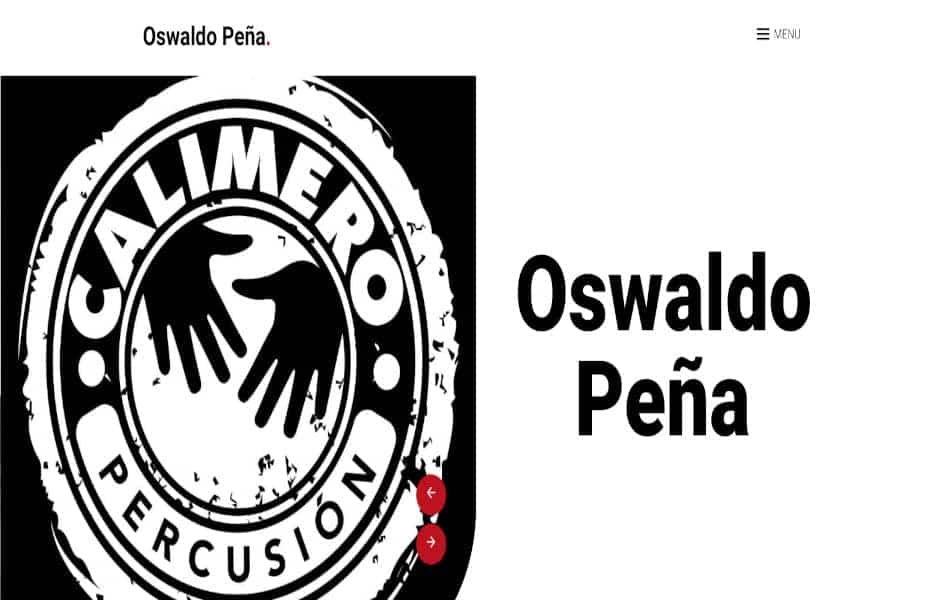 Oswaldo Peña.
MENU
CALIMERO
PERCUSIÓN
Oswaldo
Peña